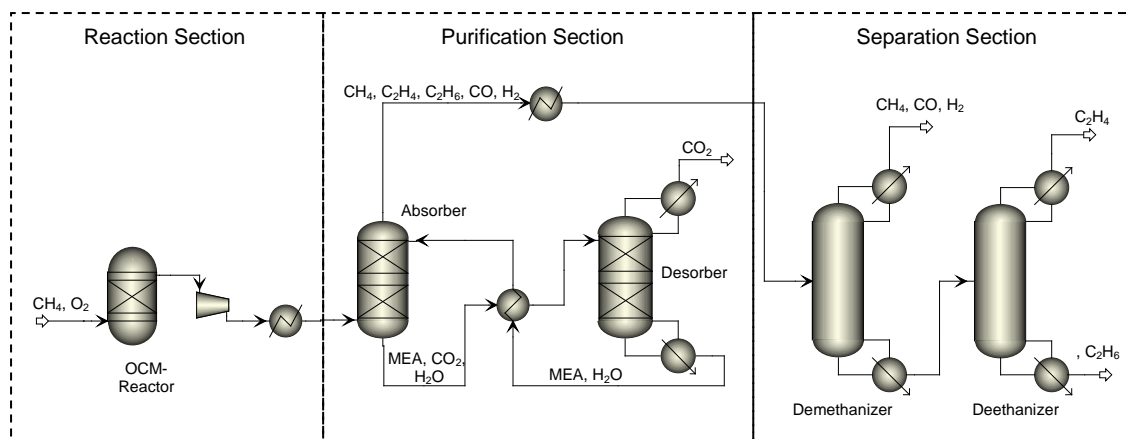 Reaction Section
Purification Section
Separation Section
CH₄, C₂H₄, C₂H₆, CO, H₂
CH₄, CO, H₂
C₂H₄
CO₂
Absorber
Desorber
CH₄, O₂
OCM-
Reactor
MEA, CO₂,
H₂O
MEA, H₂O
, C₂H₆
Demethanizer
Deethanizer